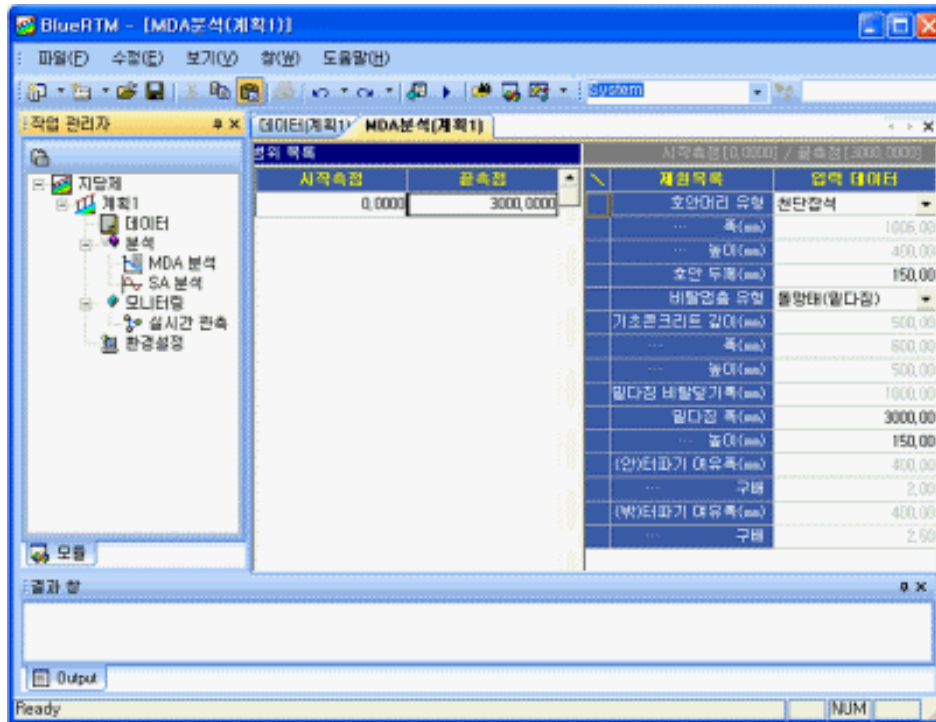 BlueRTM - [MDA분석(계획1)]
파일(F) 수정(E) 보기(V) 창(W) 도움말(H)
System
작업 관리자
데이터(계획1) MDA분석(계획1)
범위 목록
시작측점[0,0000] / 끝측점[3000,0000]
지당제
계획1
데이터
분석
MDA 분석
SA 분석
모니터링
실시간 관측
환경설정
시작측점 끝측점
0,0000 3000,0000
제원목록 입력 데이터
호안머리 유형 천단잡석
... 폭(mm) 1006,00
... 높이(mm) 400,00
호안 두께(mm) 150,00
비탈멈춤 유형 돌망태(밑다짐)
기초콘크리트 깊이(mm) 500,00
... 폭(mm) 600,00
... 높이(mm) 500,00
밑다짐 비탈덮기폭(mm) 1000,00
밑다짐 폭(mm) 3000,00
... 높이(mm) 150,00
(안)터파기 여유폭(mm) 400,00
... 구배 2,00
(밖)터파기 여유폭(mm) 400,00
... 구배 2,50
모듈
결과 창
Output
Ready NUM